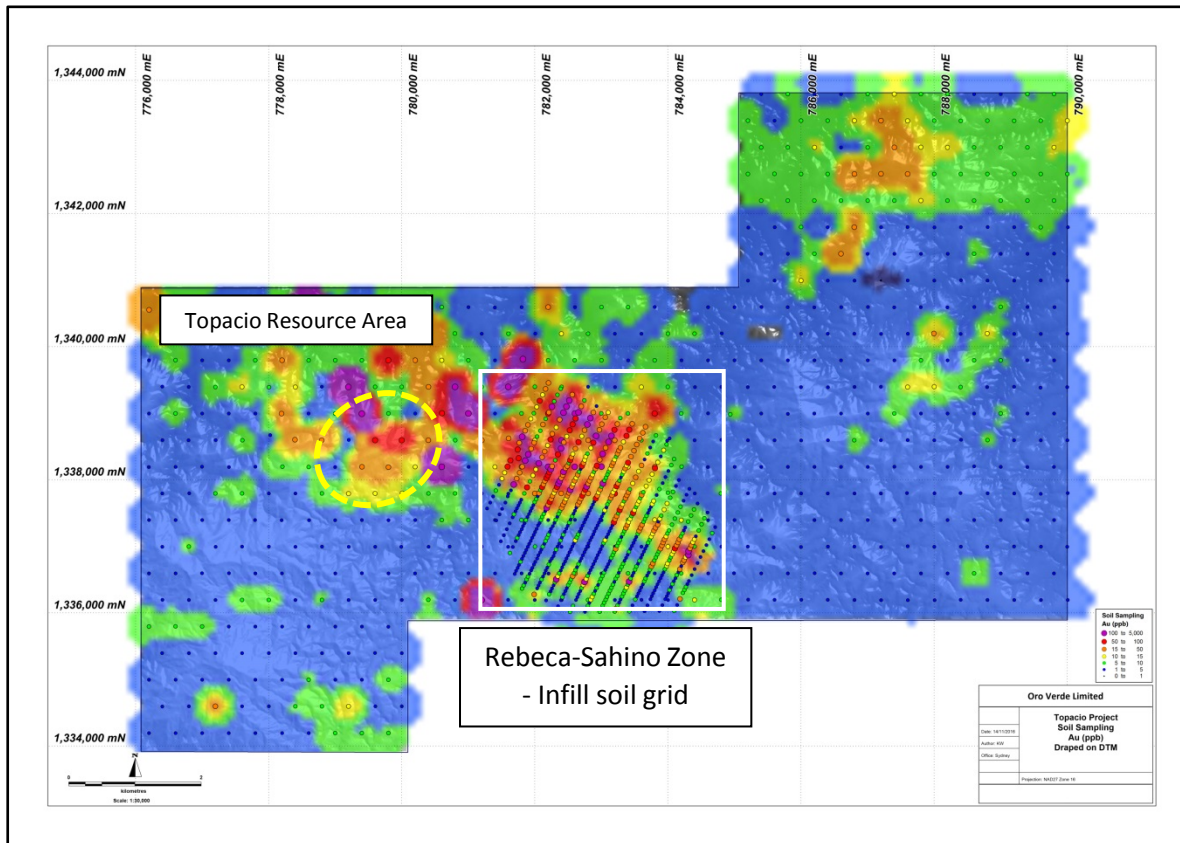 1,344,000 mN
776,000 mE
778,000 mE
780,000 mE
782,000 mE
784,000 mE
786,000 mE
788,000 mE
790,000 mE
1,342,000 mN
Topacio Resource Area
1,340,000 mN
1,338,000 mN
1,336,000 mN
Rebeca-Sahino Zone
- Infill soil grid
1,334,000 mN
N
0 2
kilometres
Scale: 1:30,000
Soil Sampling
Au (ppb)
100 to 5,000
50 to 100
15 to 50
10 to 15
5 to 10
1 to 5
0 to 1
Oro Verde Limited
Date: 14/11/2016
Author: KW
Office: Sydney
Topacio Project
Soil Sampling
Au (ppb)
Draped on DTM
Projection: NAD27 Zone 16